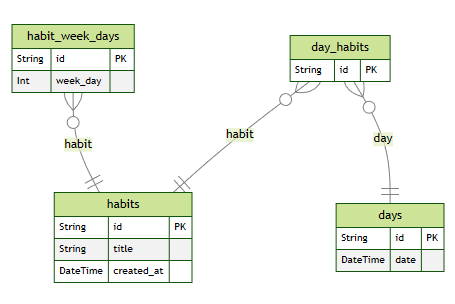 habit_week_days
String id PK
Int week_day
day_habits
String id PK
habit
habit
day
habits
String id PK
String title
DateTime created_at
days
String id PK
DateTime date